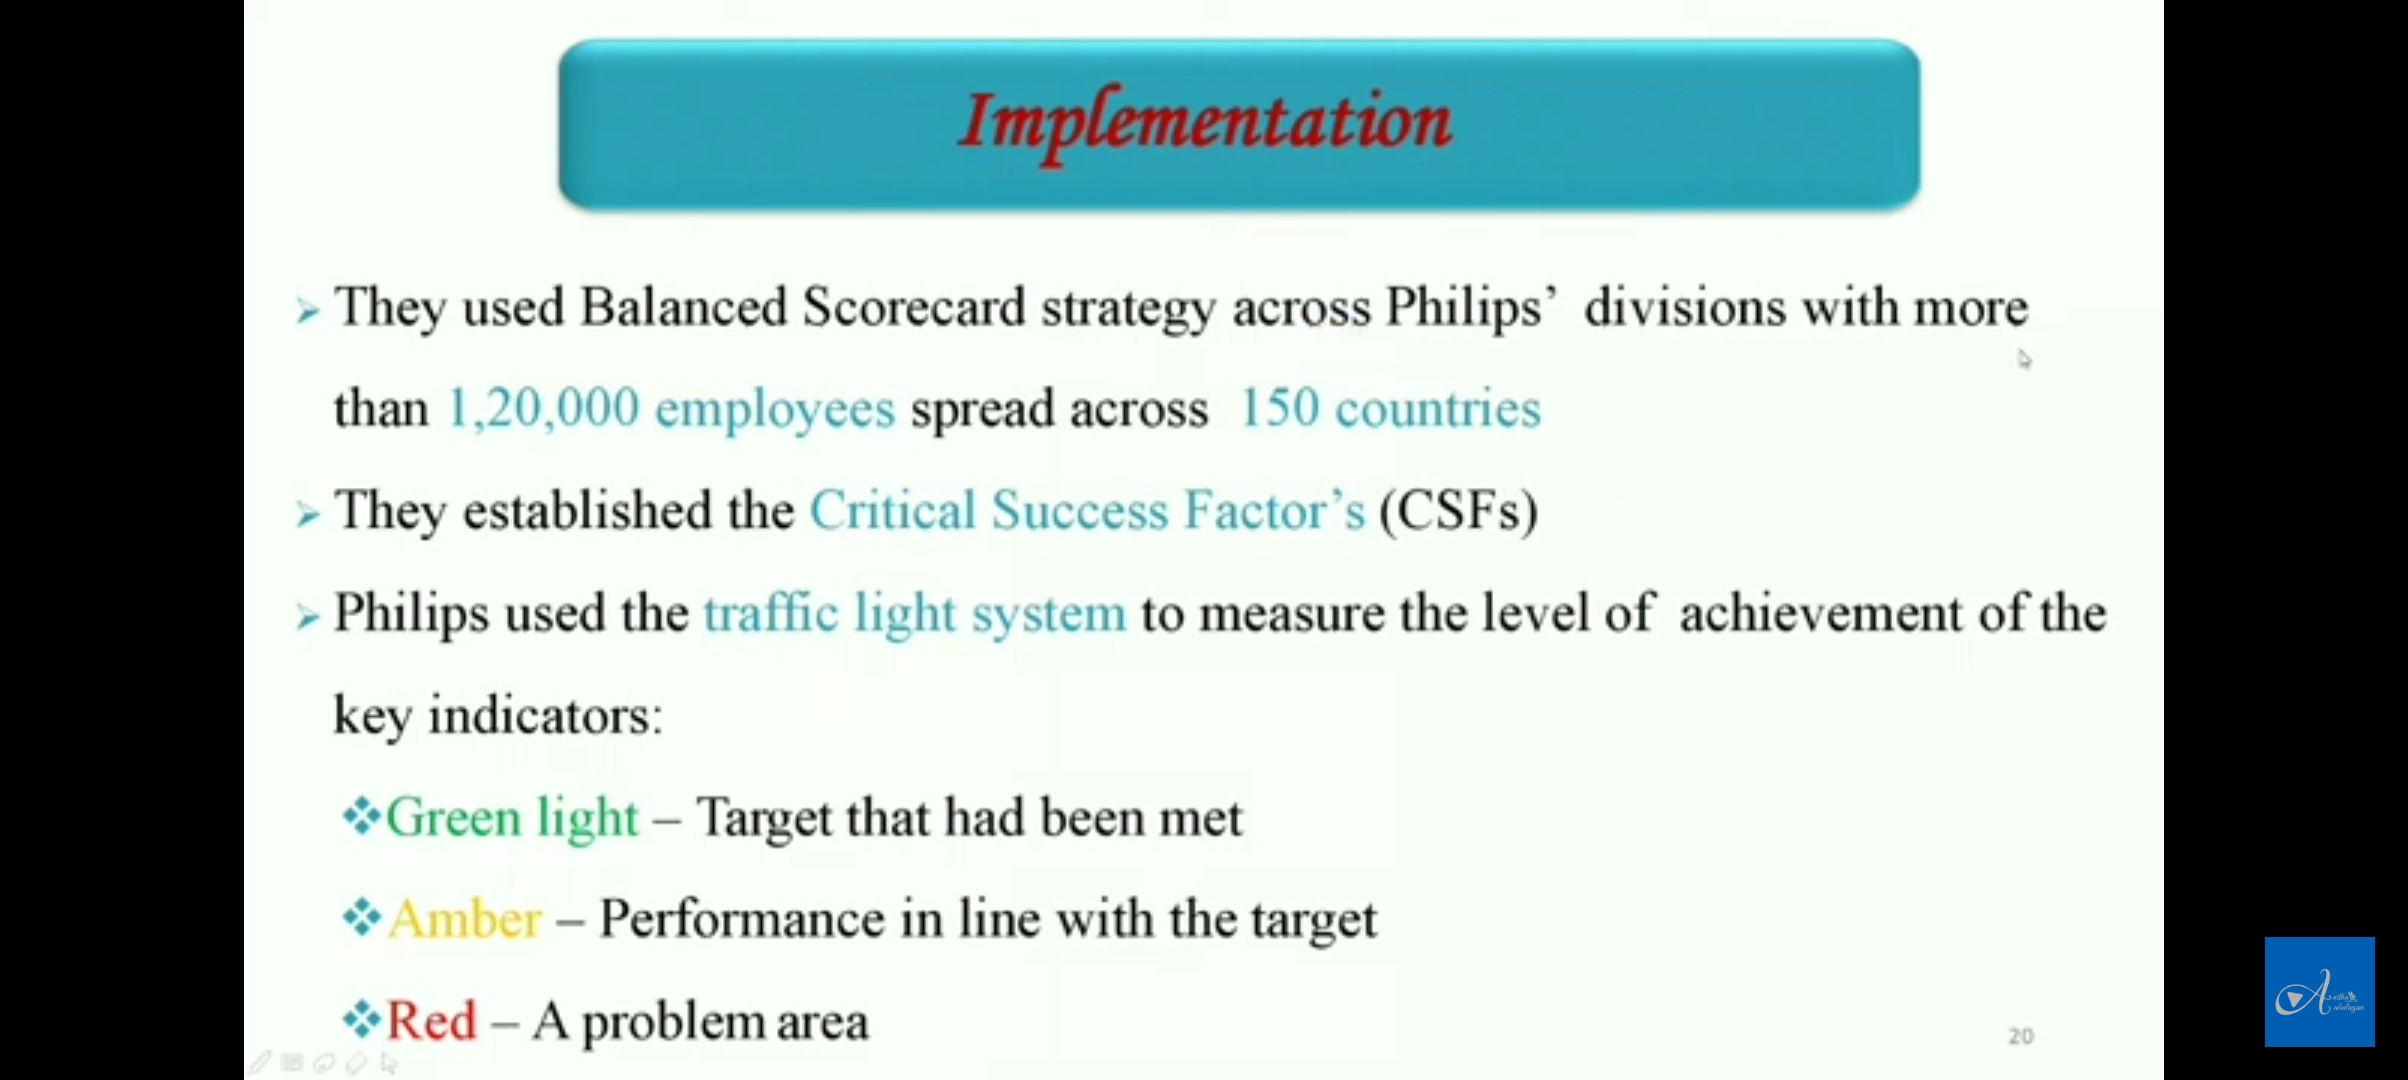 Implementation
They used Balanced Scorecard strategy across Philips’ divisions with more
than 1,20,000 employees spread across 150 countries
They established the Critical Success Factor’s (CSFs)
Philips used the traffic light system to measure the level of achievement of the
key indicators:
Green light – Target that had been met
Amber – Performance in line with the target
Red – A problem area
20